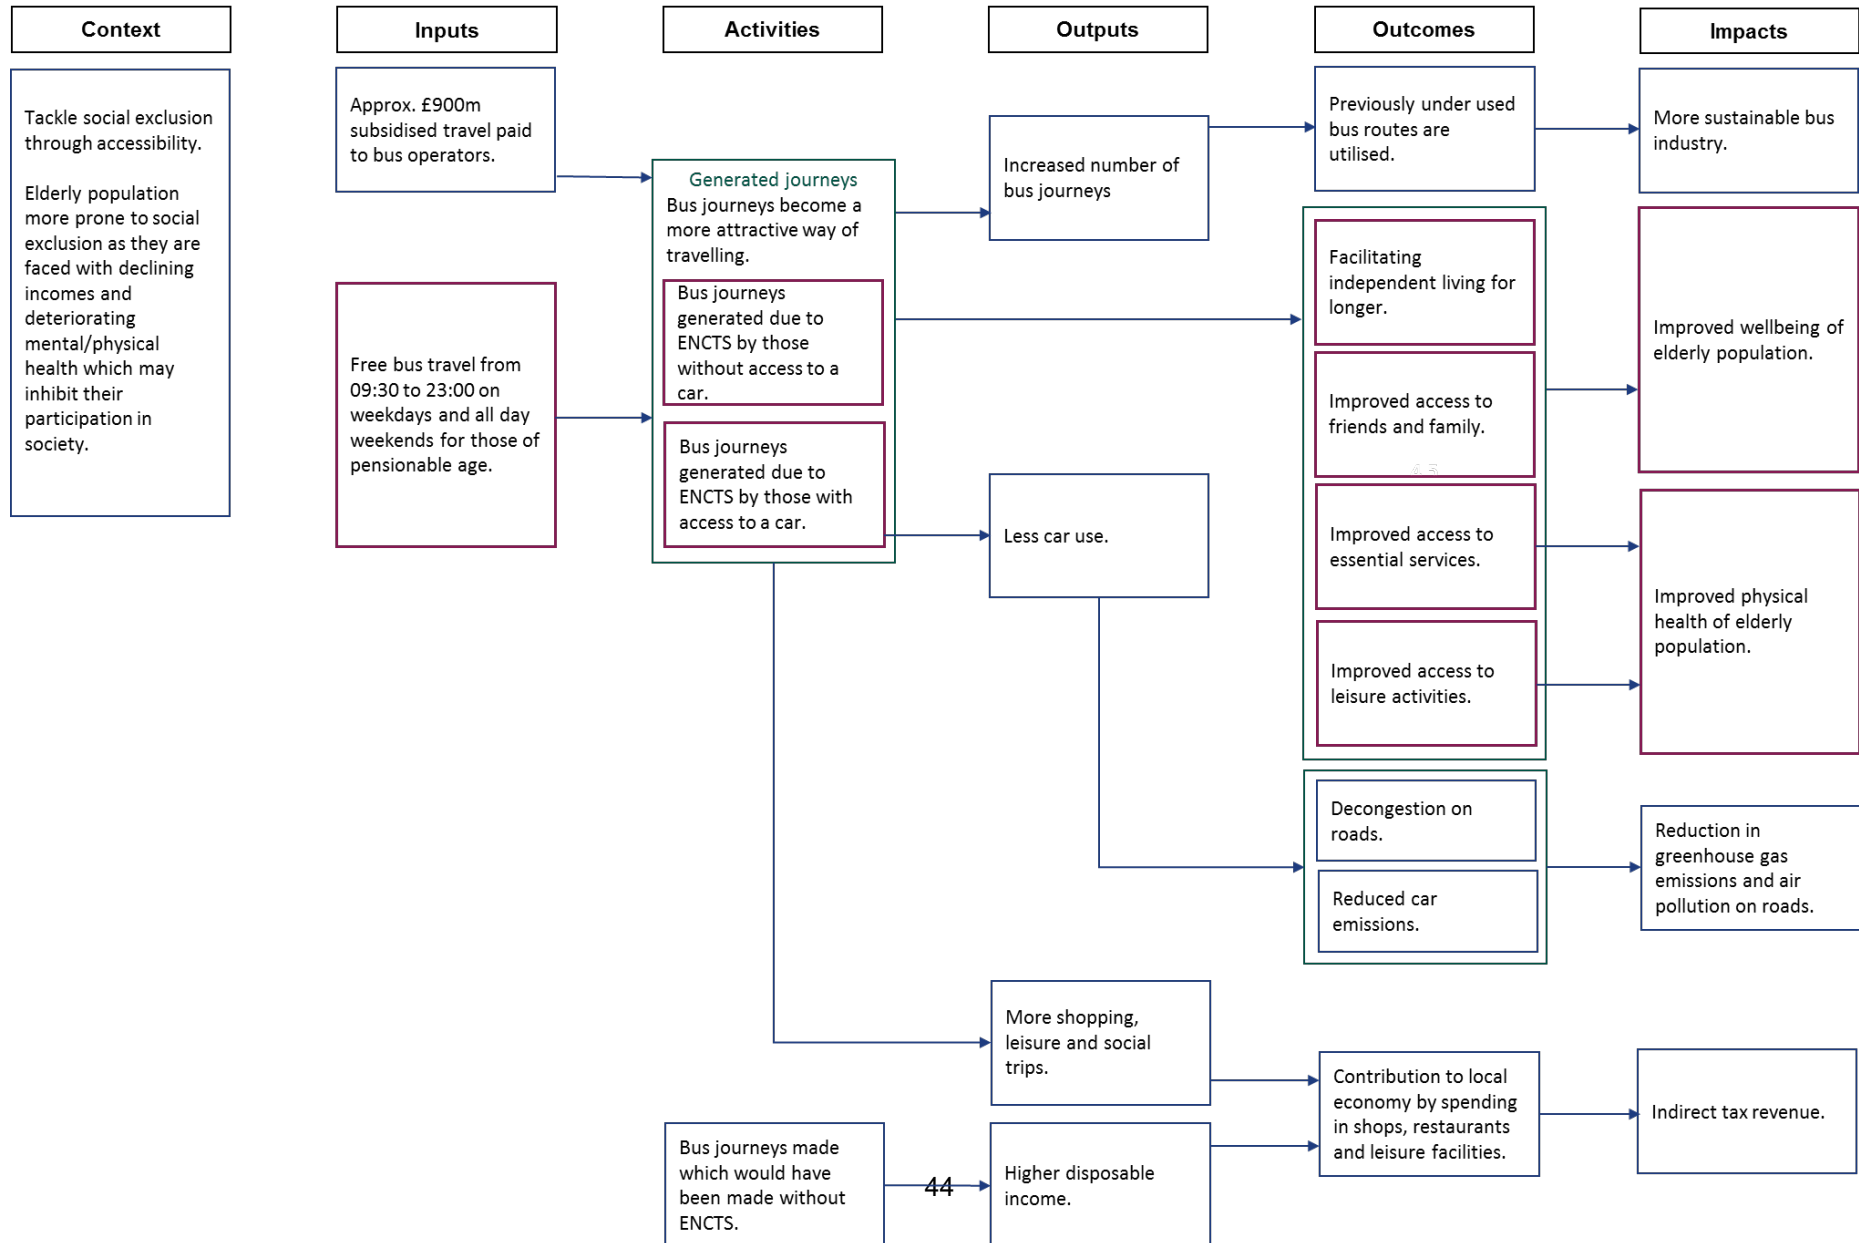 Context
Inputs
Activities
Outputs
Outcomes
Impacts
Tackle social exclusion
through accessibility.
Elderly population
more prone to social
exclusion as they are
faced with declining
incomes and
deteriorating
mental/physical
health which may
inhibit their
participation in
society.
Approx. £900m
subsidised travel paid
to bus operators.
Free bus travel from
09:30 to 23:00 on
weekdays and all day
weekends for those of
pensionable age.
Generated journeys
Bus journeys become a
more attractive way of
travelling.
Bus journeys
generated due to
ENCTS by those
without access to a
car.
Bus journeys
generated due to
ENCTS by those with
access to a car.
Bus journeys made
which would have
been made without
ENCTS.
Increased number of
bus journeys
Less car use.
More shopping,
leisure and social
trips.
Higher disposable
income.
44
Previously under used
bus routes are
utilised.
Facilitating
independent living for
longer.
Improved access to
friends and family.
Improved access to
essential services.
Improved access to
leisure activities.
Decongestion on
roads.
Reduced car
emissions.
Contribution to local
economy by spending
in shops, restaurants
and leisure facilities.
More sustainable bus
industry.
Improved wellbeing of
elderly population.
Improved physical
health of elderly
population.
Reduction in
greenhouse gas
emissions and air
pollution on roads.
Indirect tax revenue.